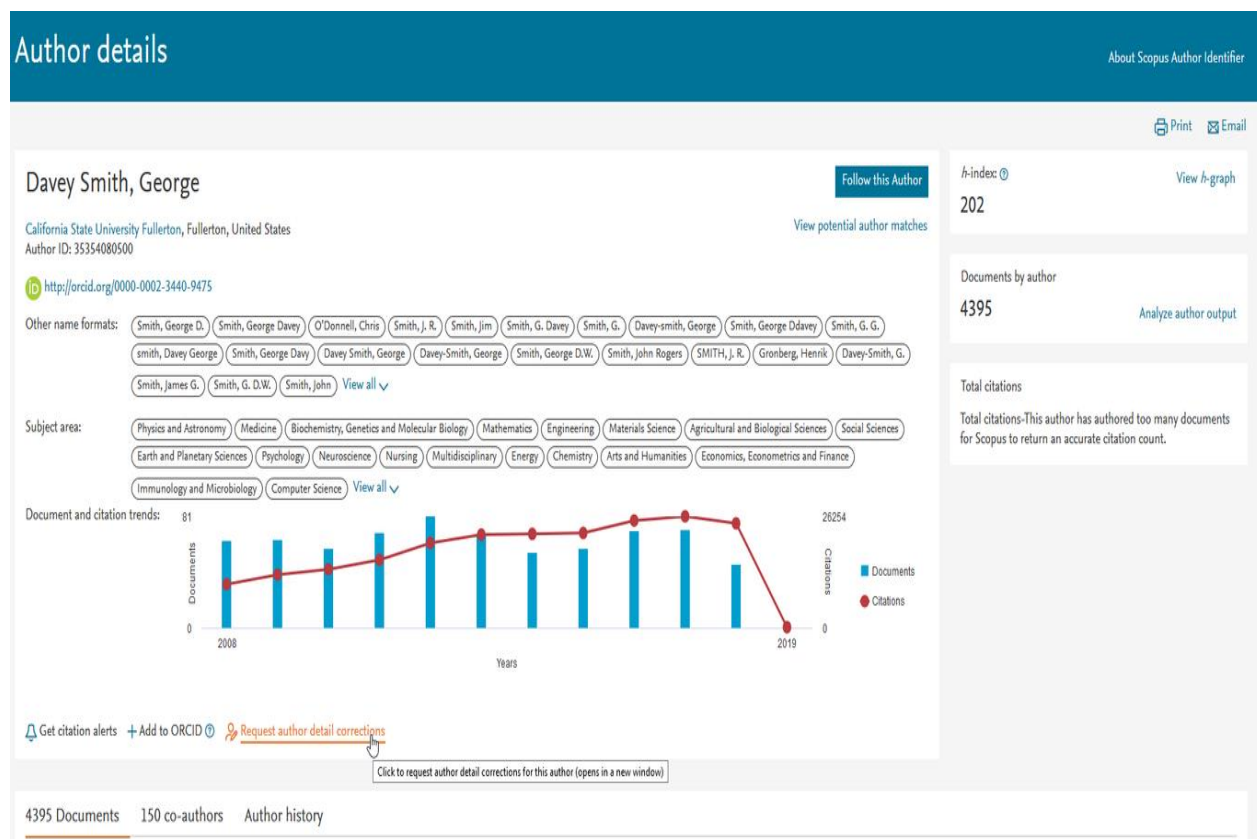 Author details
About Scopus Author Identifier
Print Email
Davey Smith, George
Follow this Author
California State University Fullerton, Fullerton, United States
View potential author matches
Author ID: 35354080500
iD http://orcid.org/0000-0002-3440-9475
Other name formats: Smith, George D. Smith, George Davey O'Donnell, Chris Smith, J. R. Smith, Jim Smith, G. Davey Smith, G. Davey-smith, George Smith, George Ddavey Smith, G. G.
smith, Davey George Smith, George Davy Davey Smith, George Davey-Smith, George Smith, George D.W. Smith, John Rogers SMITH, J. R. Gronberg, Henrik Davey-Smith, G.
Smith, James G. Smith, G. D.W. Smith, John View all
Subject area: Physics and Astronomy Medicine Biochemistry, Genetics and Molecular Biology Mathematics Engineering Materials Science Agricultural and Biological Sciences Social Sciences
Earth and Planetary Sciences Psychology Neuroscience Nursing Multidisciplinary Energy Chemistry Arts and Humanities Economics, Econometrics and Finance
Immunology and Microbiology Computer Science View all
Document and citation trends:
81
26254
Documents
Citations
Documents
Citations
0
0
2008
2019
Years
Get citation alerts + Add to ORCID ? Request author detail corrections
Click to request author detail corrections for this author (opens in a new window)
h-index: ?
View h-graph
202
Documents by author
4395
Analyze author output
Total citations
Total citations-This author has authored too many documents
for Scopus to return an accurate citation count.
4395 Documents 150 co-authors Author history